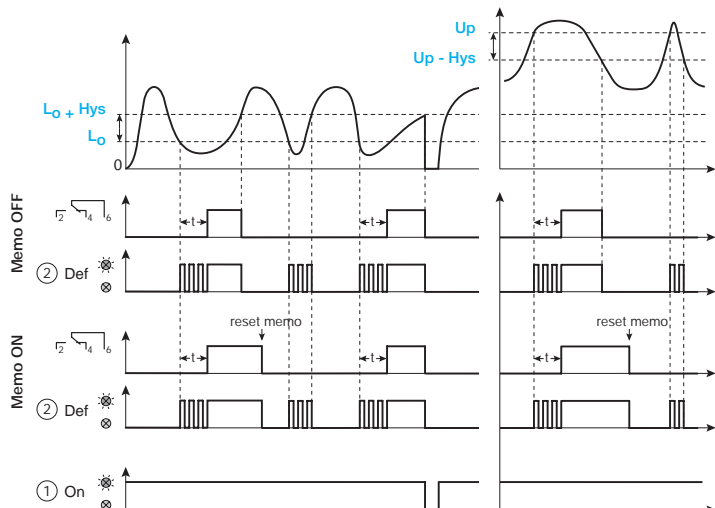 Up
Up - Hys
Lo + Hys
Lo
0
Memo OFF
2 4 6
t t t
2 Def
Memo ON
reset memo reset memo
2 4 6
t t t
2 Def
1 On